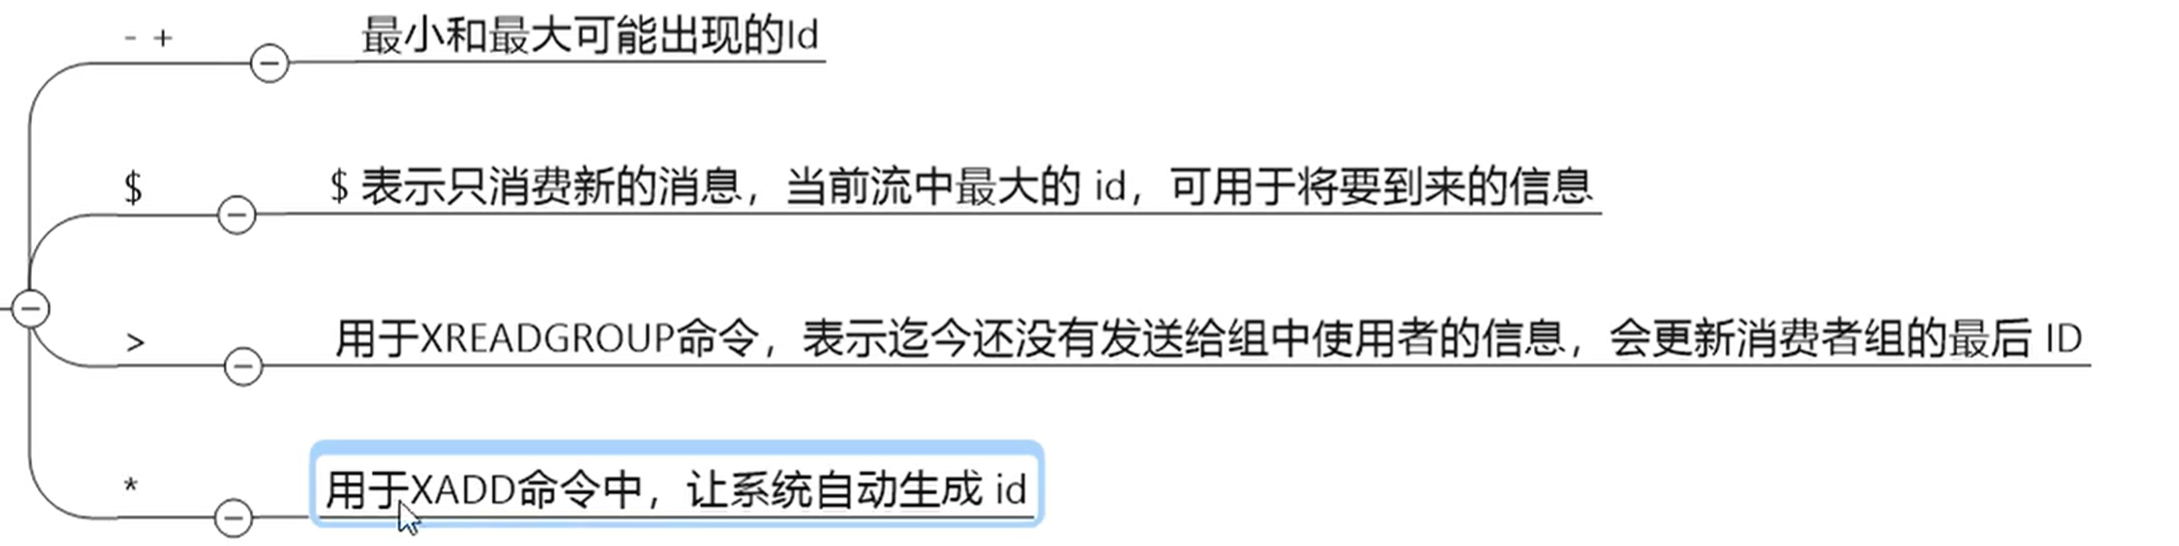 - +
最小和最大可能出现的Id
$
$ 表示只消费新的消息，当前流中最大的 id，可用于将要到来的信息
>
用于XREADGROUP命令，表示迄今还没有发送给组中使用者的信息，会更新消费者组的最后 ID
*
用于XADD命令中，让系统自动生成 id